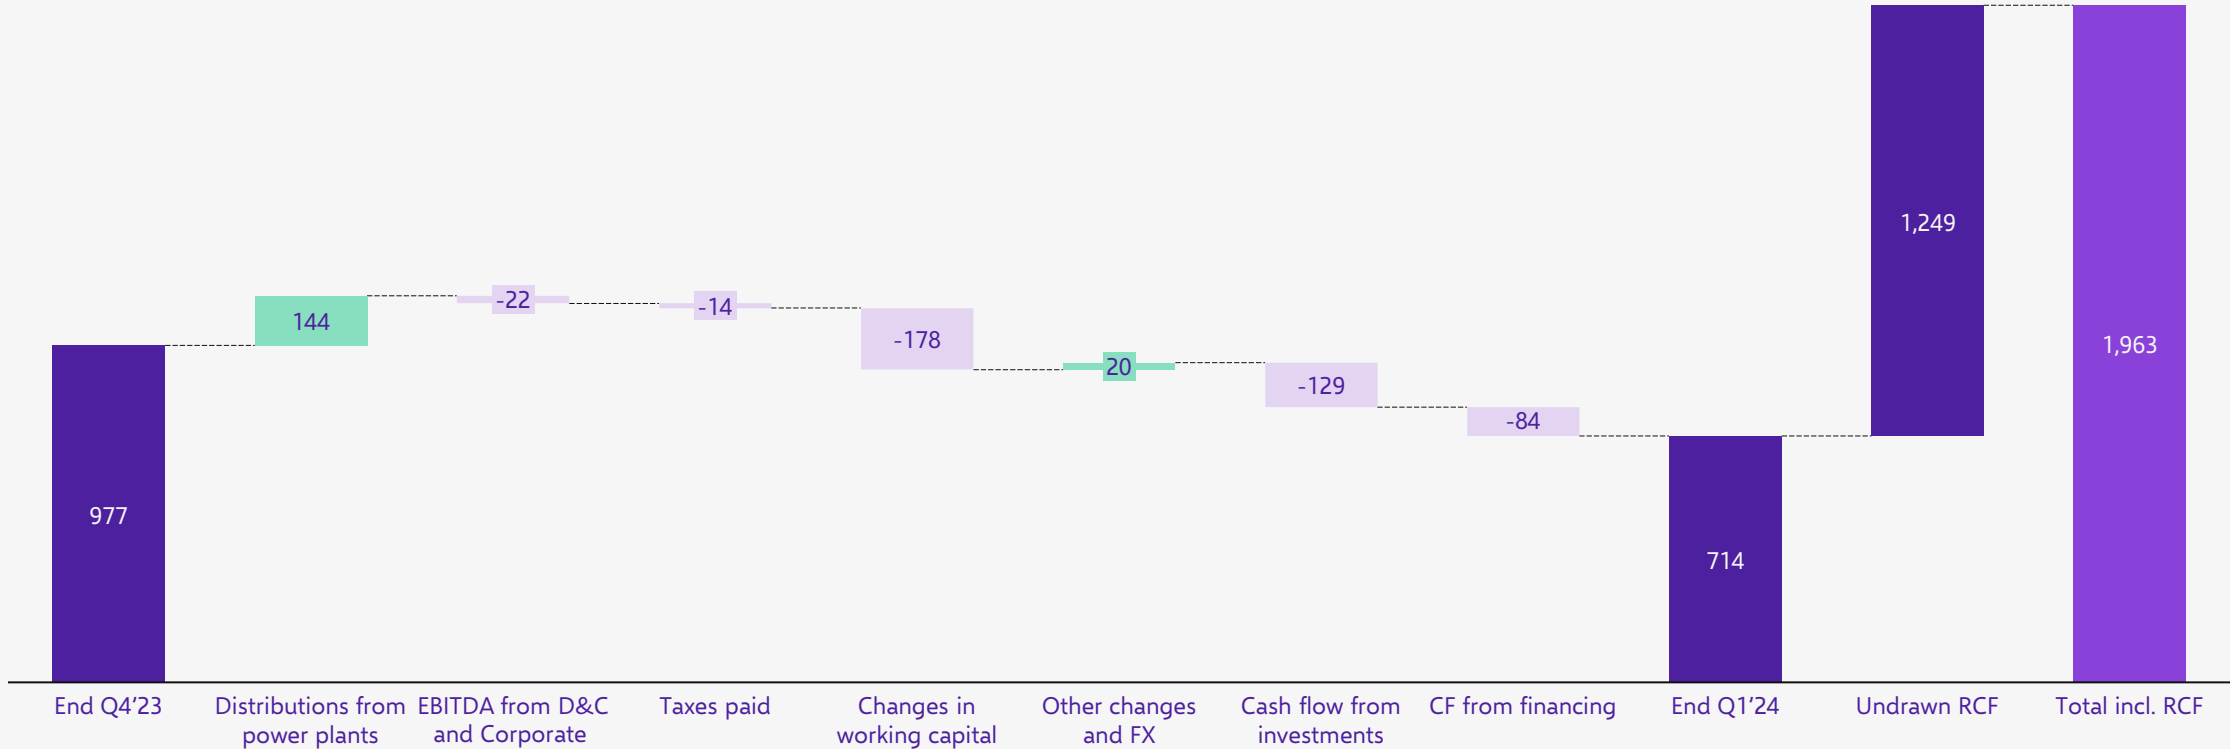 1,249
144
-22
-14
-178
20
-129
-84
1,963
977
714
End Q4’23
Distributions from
power plants
EBITDA from D&C
and Corporate
Taxes paid
Changes in
working capital
Other changes
and FX
Cash flow from
investments
CF from financing
End Q1’24
Undrawn RCF
Total incl. RCF